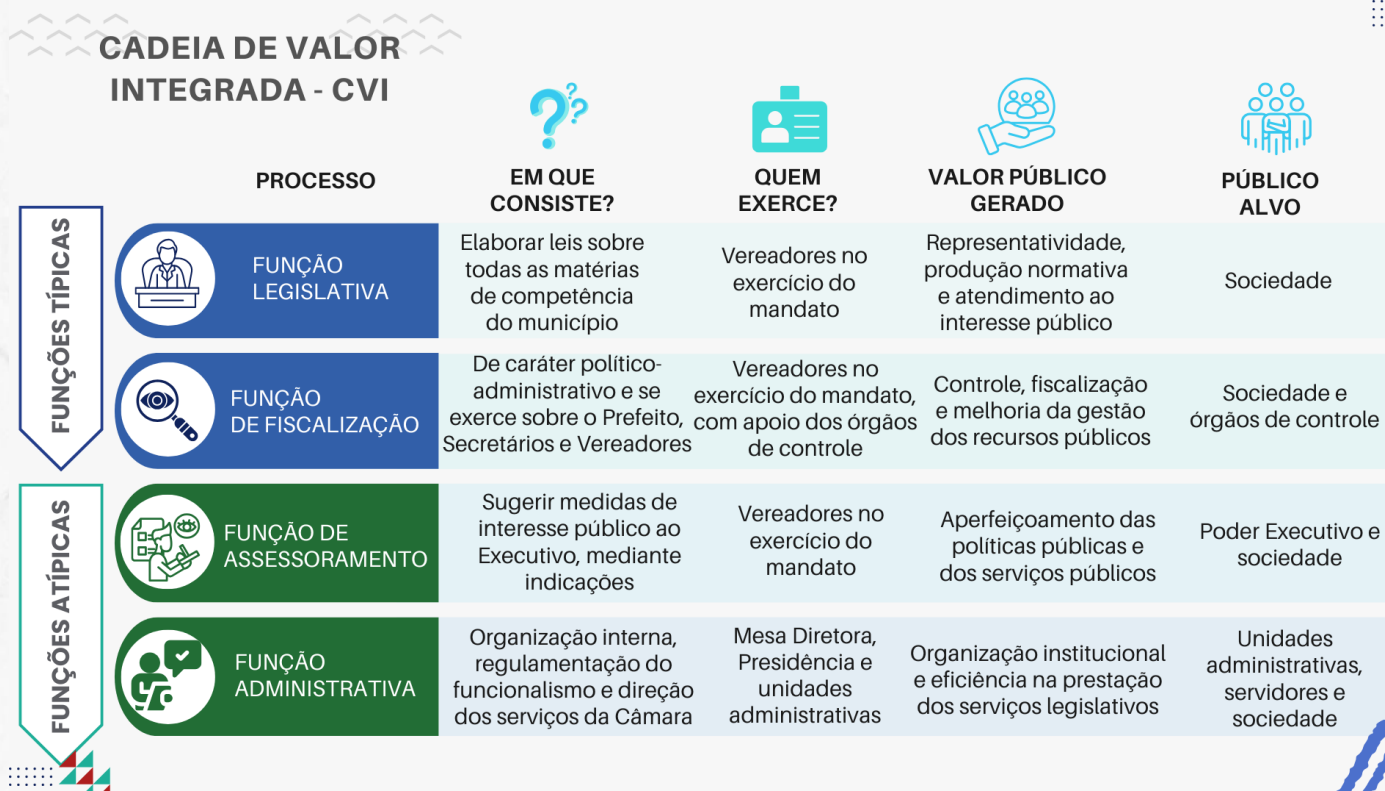 CADEIA DE VALOR
INTEGRADA - CVI
PROCESSO
EM QUE
CONSISTE?
QUEM
EXERCE?
VALOR PÚBLICO
GERADO
PÚBLICO
ALVO
FUNÇÕES TÍPICAS
FUNÇÃO
LEGISLATIVA
Elaborar leis sobre
todas as matérias
de competência
do município
Vereadores no
exercício do
mandato
Representatividade,
produção normativa
e atendimento ao
interesse público
Sociedade
FUNÇÃO
DE FISCALIZAÇÃO
De caráter político-
administrativo e se
exerce sobre o Prefeito,
Secretários e Vereadores
Vereadores no
exercício do mandato,
com apoio dos órgãos
de controle
Controle, fiscalização
e melhoria da gestão
dos recursos públicos
Sociedade e
órgãos de controle
FUNÇÕES ATÍPICAS
FUNÇÃO DE
ASSESSORAMENTO
Sugerir medidas de
interesse público ao
Executivo, mediante
indicações
Vereadores no
exercício do
mandato
Aperfeiçoamento das
políticas públicas e
dos serviços públicos
Poder Executivo e
sociedade
FUNÇÃO
ADMINISTRATIVA
Organização interna,
regulamentação do
funcionalismo e direção
dos serviços da Câmara
Mesa Diretora,
Presidência e
unidades
administrativas
Organização institucional
e eficiência na prestação
dos serviços legislativos
Unidades
administrativas,
servidores e
sociedade